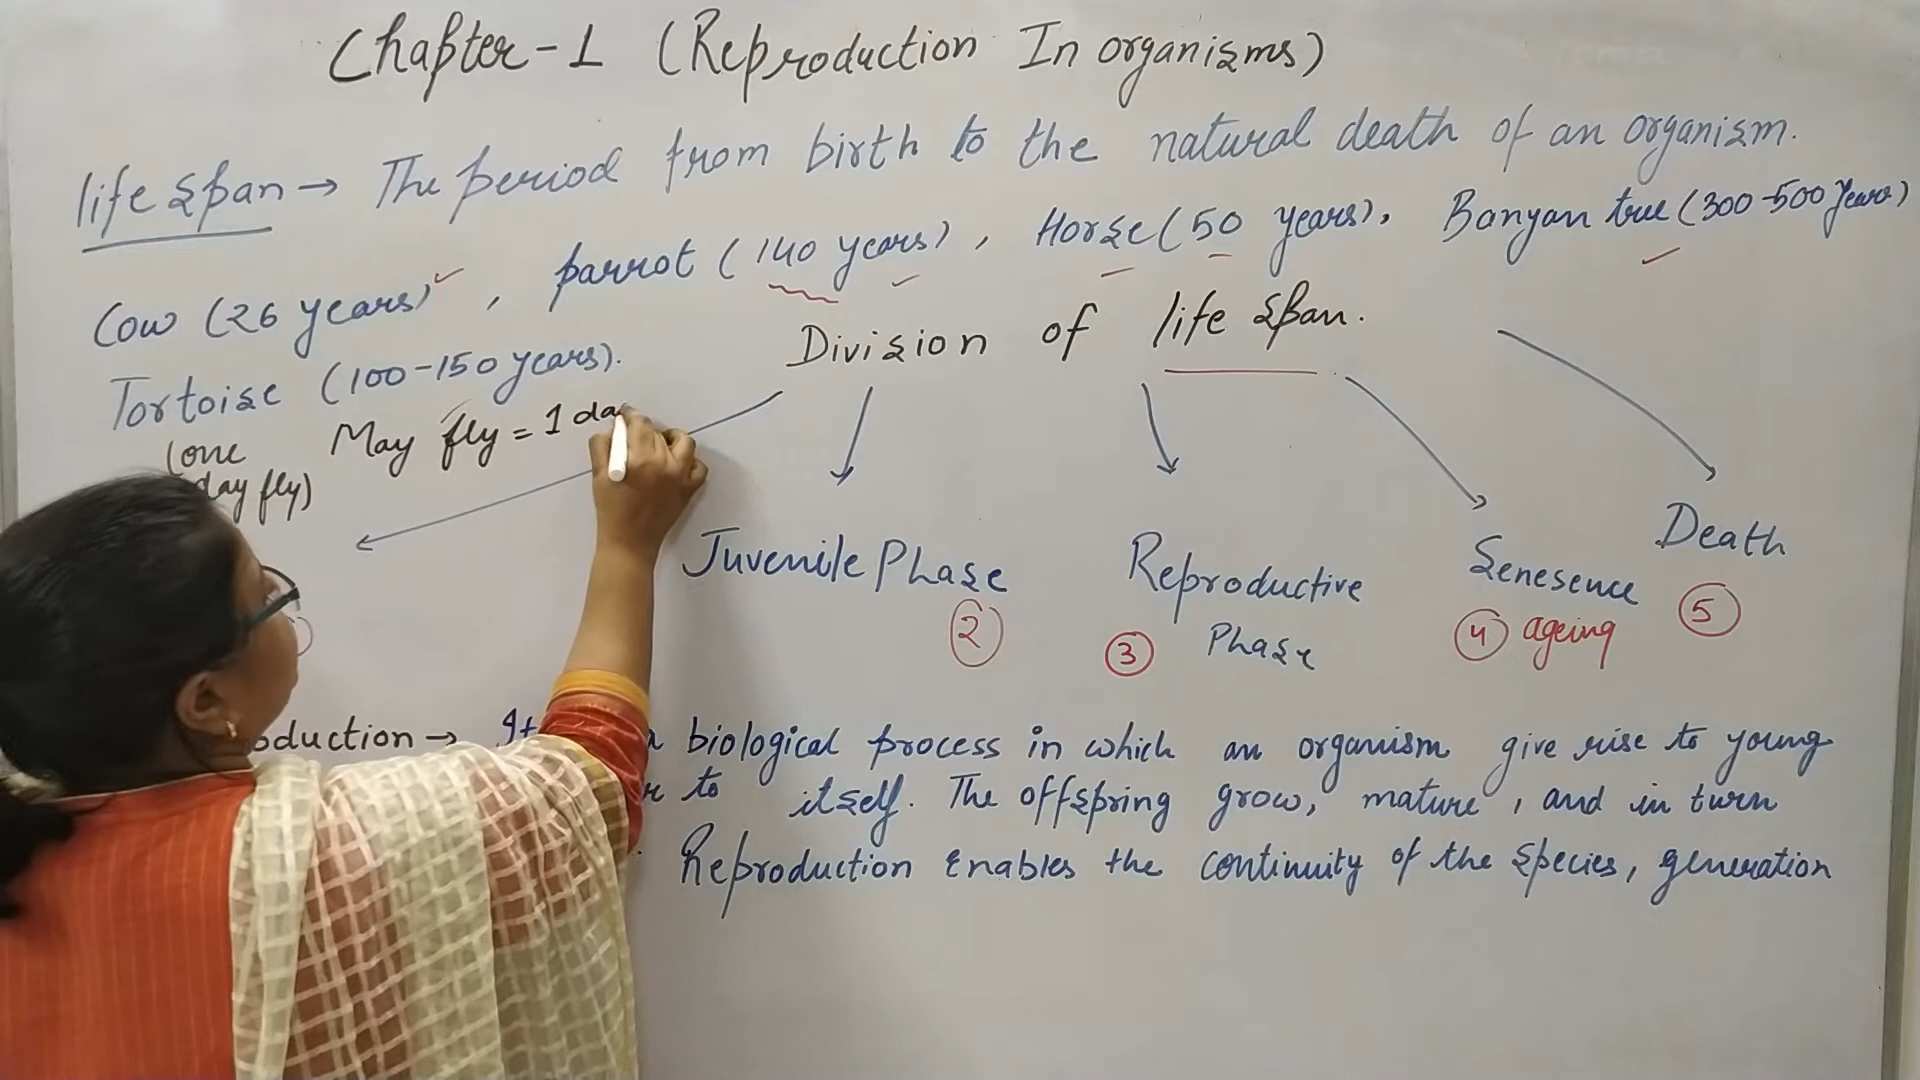 Chapter-1 (Reproduction In organisms)
life span → The period from birth to the natural death of an organism.
Cow (26 years), parrot (140 years), Horse (50 years), Banyan tree (300-500 years)
Tortoise (100-150 years).
(one day fly) May fly = 1 da
Division of life span.
Juvenile Phase
2
Reproductive Phase
3
Senesence
4 ageing
Death
5
oduction → It a biological process in which an organism give rise to young
r to itself. The offspring grow, mature, and in turn
Reproduction enables the continuity of the species, generation